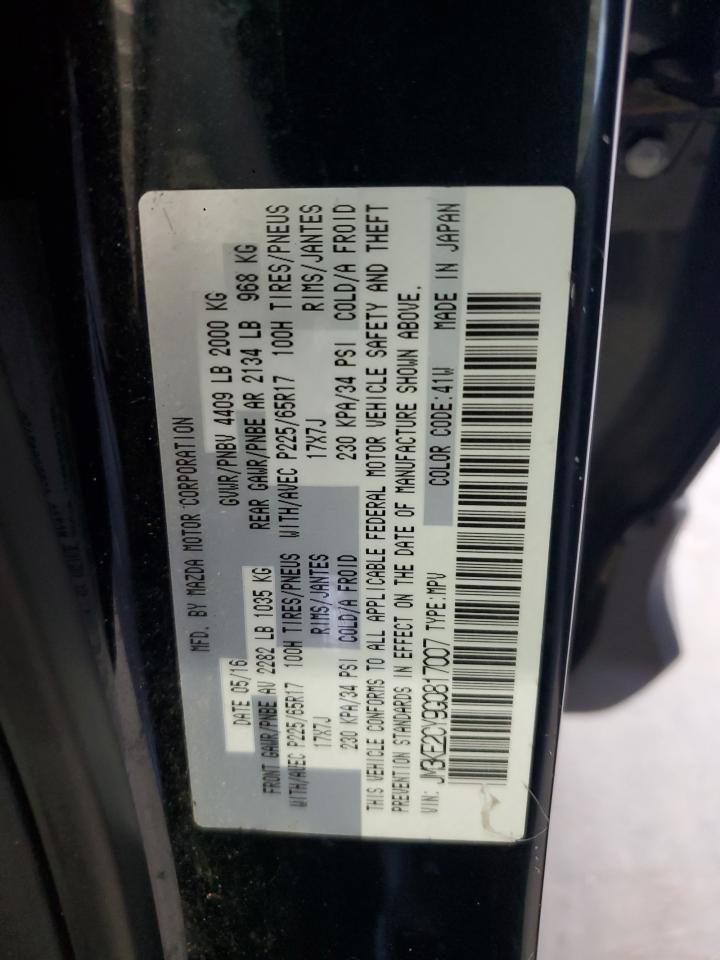 MFD. BY MAZDA MOTOR CORPORATION
DATE 05/16 GVWR/PNBV 4409 LB 2000 KG
FRONT GAWR/PNBE AV 2282 LB 1035 KG REAR GAWR/PNBE AR 2134 LB 968 KG
WITH/AVEC P225/65R17 100H TIRES/PNEUS WITH/AVEC P225/65R17 100H TIRES/PNEUS
17X7J RIMS/JANTES 17X7J RIMS/JANTES
230 KPA/34 PSI COLD/A FROID 230 KPA/34 PSI COLD/A FROID
THIS VEHICLE CONFORMS TO ALL APPLICABLE FEDERAL MOTOR VEHICLE SAFETY AND THEFT
PREVENTION STANDARDS IN EFFECT ON THE DATE OF MANUFACTURE SHOWN ABOVE.
VIN: JM3KE2CY9G0817007 TYPE:MPV COLOR CODE:41W MADE IN JAPAN